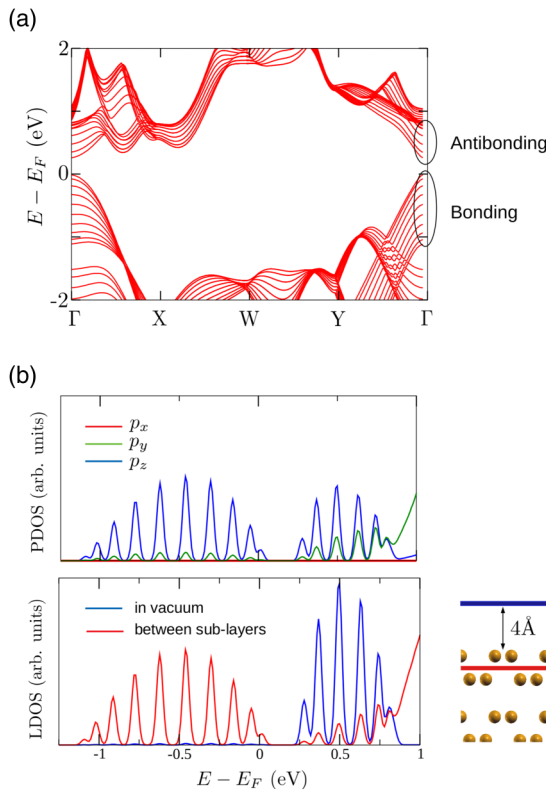 (a)
2
0
-2
E − E_F (eV)
Γ X W Y Γ
Antibonding
Bonding
(b)
PDOS (arb. units)
p_x
p_y
p_z
LDOS (arb. units)
in vacuum
between sub-layers
4Å
-1 -0.5 0 0.5 1
E − E_F (eV)